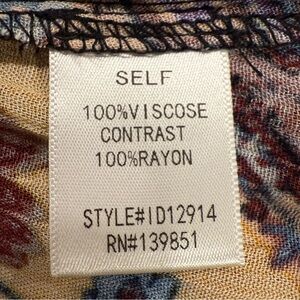 SELF
100%VISCOSE
CONTRAST
100%RAYON
STYLE#ID12914
RN#139851